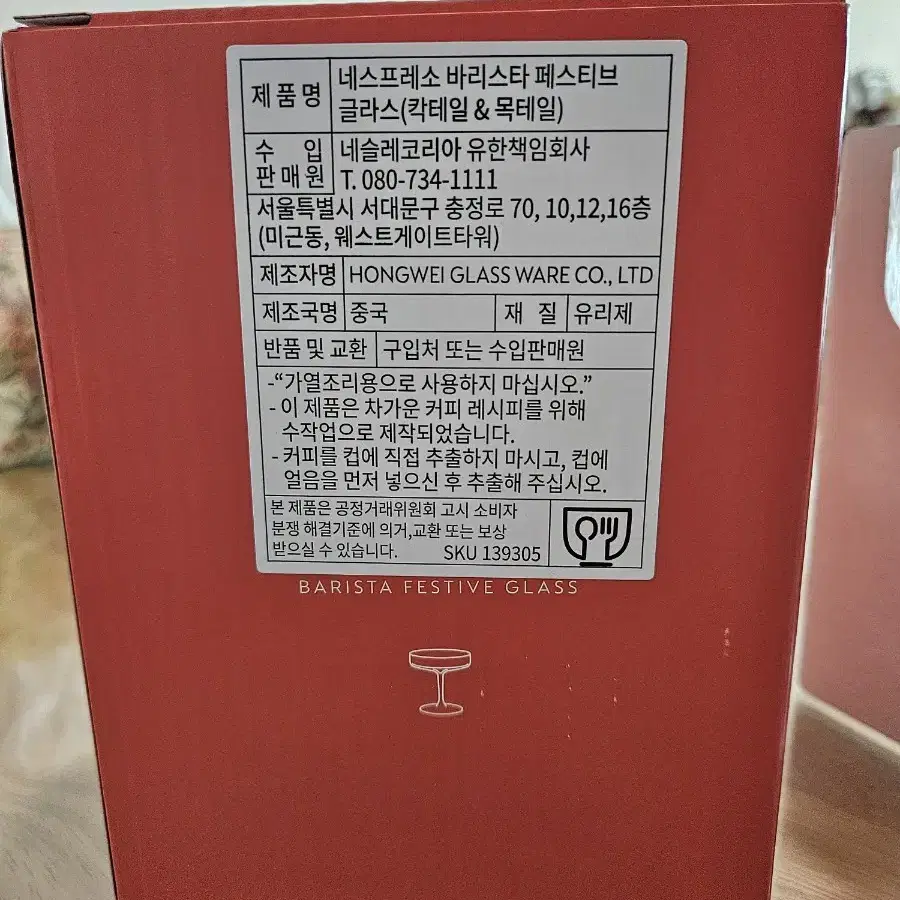 제품명 네스프레소 바리스타 페스티브
글라스(칵테일 & 목테일)
수 입 네슬레코리아 유한책임회사
판매원 T. 080-734-1111
서울특별시 서대문구 충정로 70, 10,12,16층
(미근동, 웨스트게이트타워)
제조자명 HONGWEI GLASS WARE CO., LTD
제조국명 중국 재 질 유리제
반품 및 교환 구입처 또는 수입판매원
-“가열조리용으로 사용하지 마십시오.”
- 이 제품은 차가운 커피 레시피를 위해
수작업으로 제작되었습니다.
- 커피를 컵에 직접 추출하지 마시고, 컵에
얼음을 먼저 넣으신 후 추출해 주십시오.
본 제품은 공정거래위원회 고시 소비자
분쟁 해결기준에 의거,교환 또는 보상
받으실 수 있습니다. SKU 139305
BARISTA FESTIVE GLASS